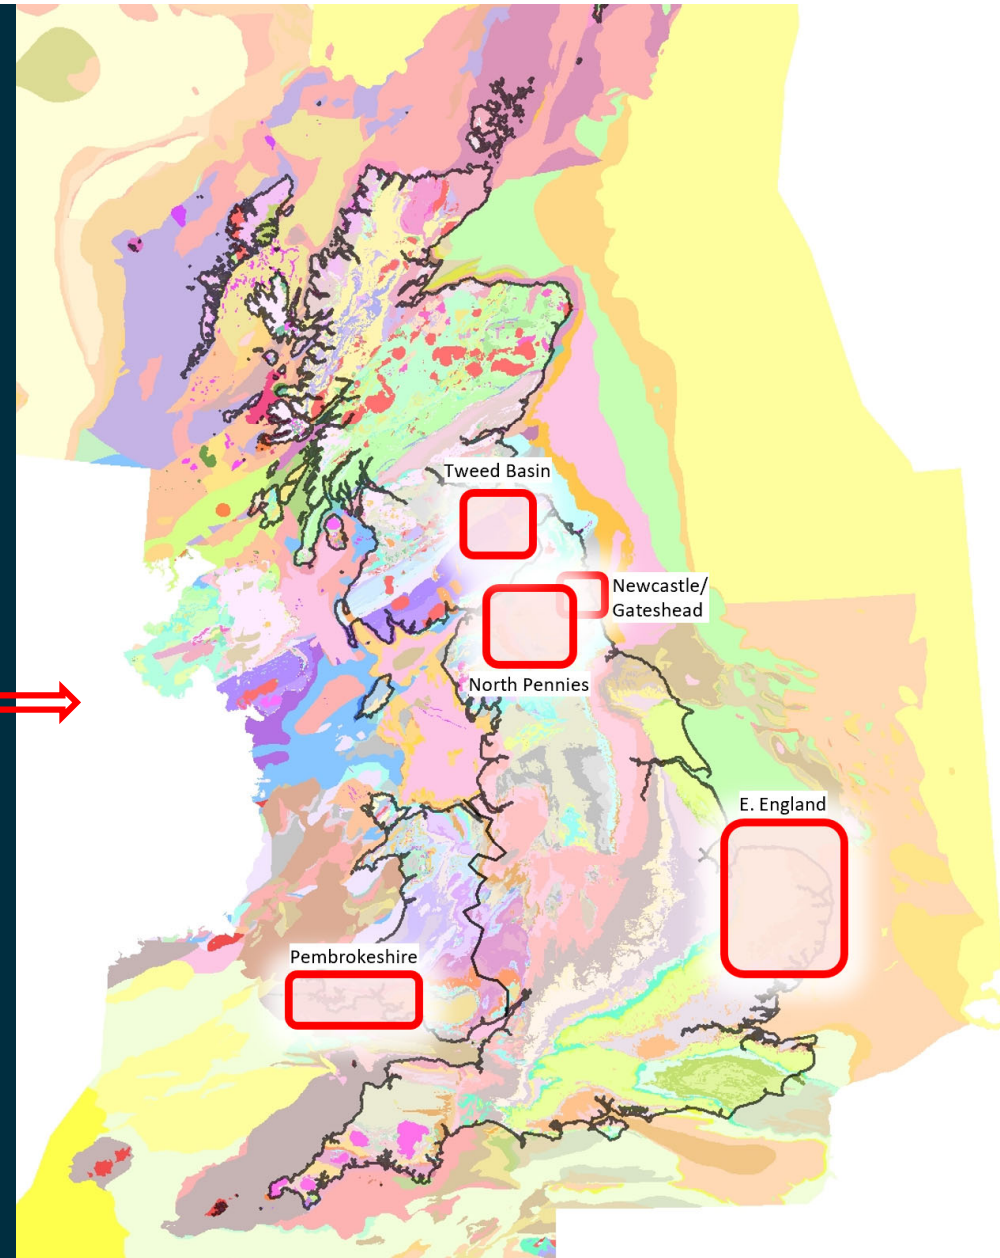 Tweed Basin
Newcastle/
Gateshead
North Pennies
E. England
Pembrokeshire